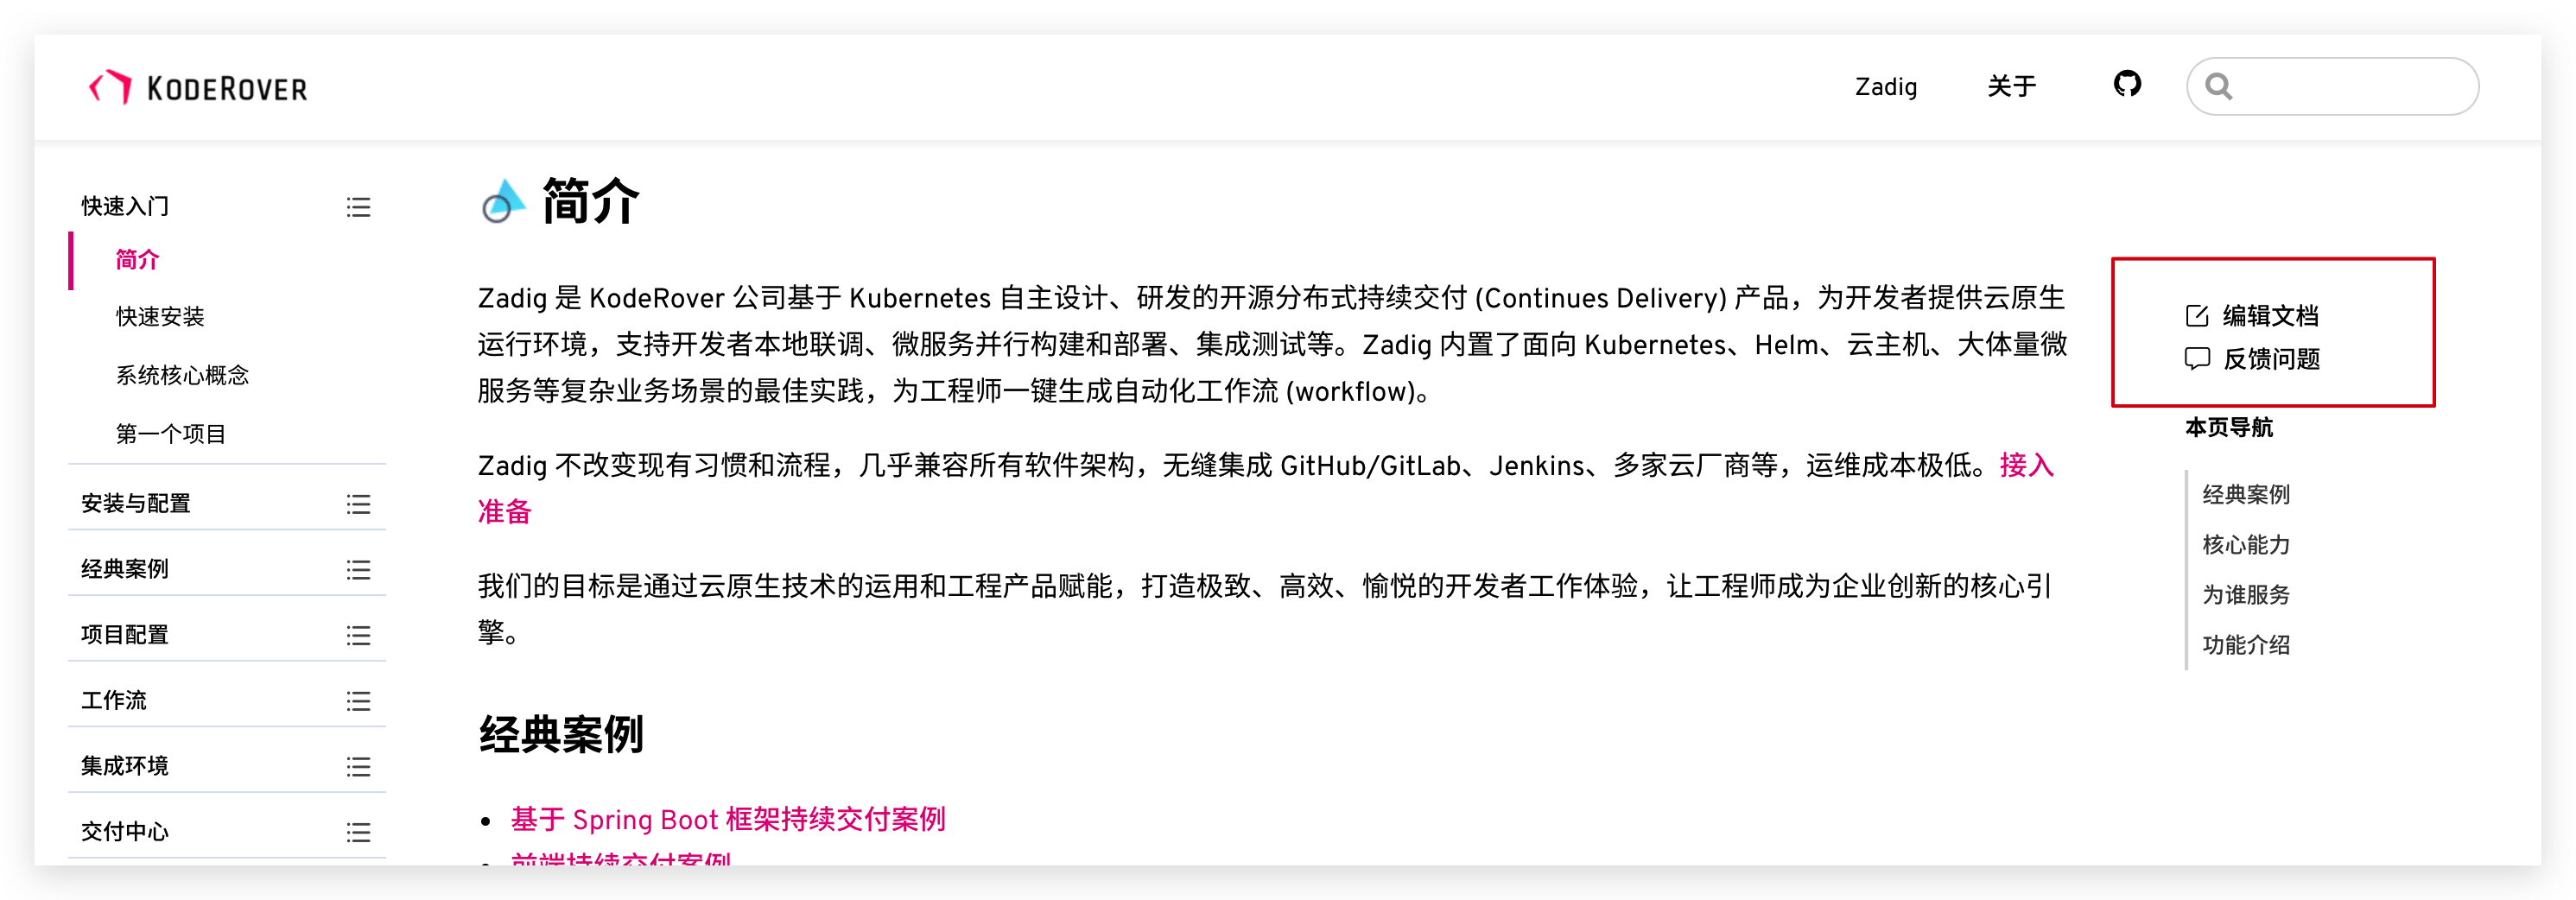 KODEROVER
Zadig
关于
快速入门
简介
快速安装
系统核心概念
第一个项目
安装与配置
经典案例
项目配置
工作流
集成环境
交付中心
简介
Zadig 是 KodeRover 公司基于 Kubernetes 自主设计、研发的开源分布式持续交付 (Continues Delivery) 产品，为开发者提供云原生
运行环境，支持开发者本地联调、微服务并行构建和部署、集成测试等。Zadig 内置了面向 Kubernetes、Helm、云主机、大体量微
服务等复杂业务场景的最佳实践，为工程师一键生成自动化工作流 (workflow)。
Zadig 不改变现有习惯和流程，几乎兼容所有软件架构，无缝集成 GitHub/GitLab、Jenkins、多家云厂商等，运维成本极低。接入
准备
我们的目标是通过云原生技术的运用和工程产品赋能，打造极致、高效、愉悦的开发者工作体验，让工程师成为企业创新的核心引
擎。
经典案例
基于 Spring Boot 框架持续交付案例
前端持续交付案例
编辑文档
反馈问题
本页导航
经典案例
核心能力
为谁服务
功能介绍